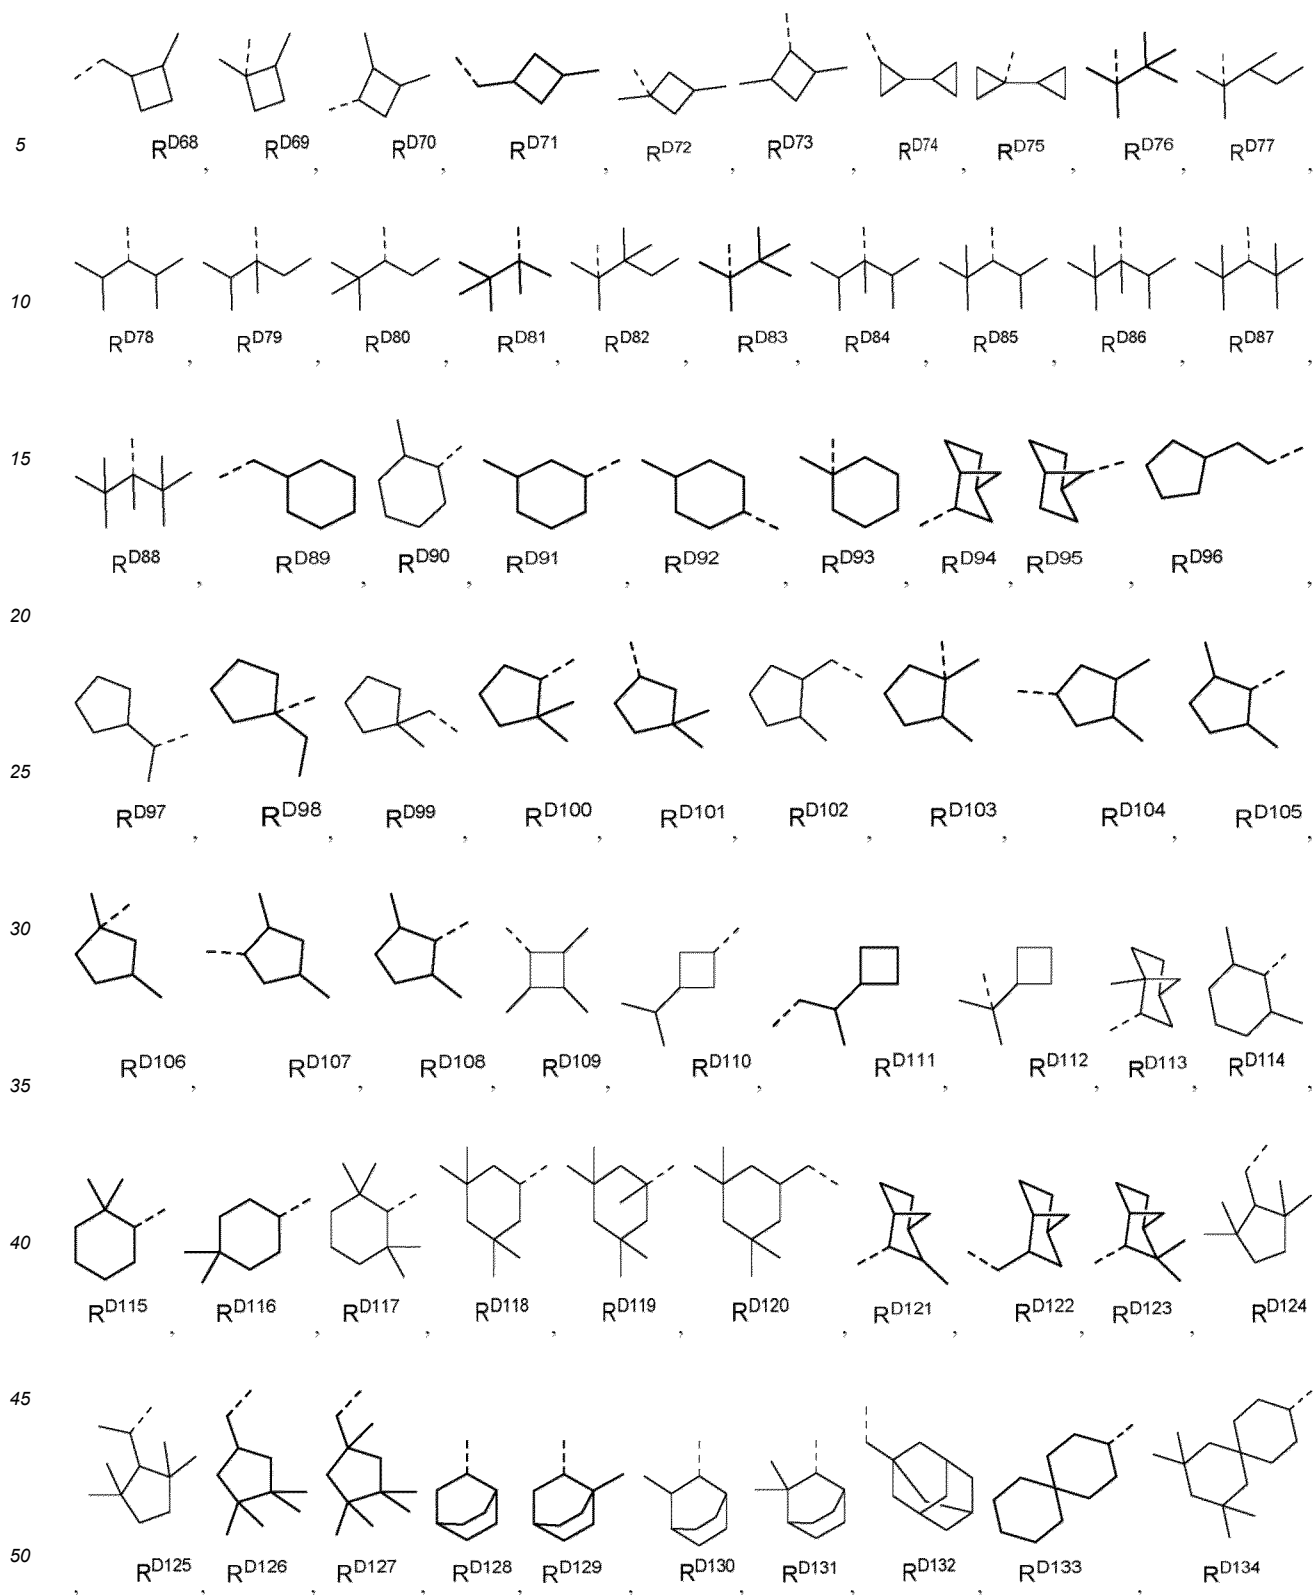 5 R^D68 , R^D69 , R^D70 , R^D71 , R^D72 , R^D73 , R^D74 , R^D75 , R^D76 , R^D77 ,
10 R^D78 , R^D79 , R^D80 , R^D81 , R^D82 , R^D83 , R^D84 , R^D85 , R^D86 , R^D87 ,
15 R^D88 , R^D89 , R^D90 , R^D91 , R^D92 , R^D93 , R^D94 , R^D95 , R^D96 ,
20
25 R^D97 , R^D98 , R^D99 , R^D100 , R^D101 , R^D102 , R^D103 , R^D104 , R^D105 ,
30
35 R^D106 , R^D107 , R^D108 , R^D109 , R^D110 , R^D111 , R^D112 , R^D113 , R^D114 ,
40
R^D115 , R^D116 , R^D117 , R^D118 , R^D119 , R^D120 , R^D121 , R^D122 , R^D123 , R^D124
45
50 , R^D125 , R^D126 , R^D127 , R^D128 , R^D129 , R^D130 , R^D131 , R^D132 , R^D133 , R^D134